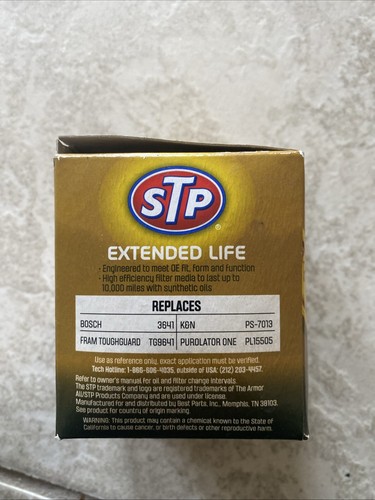 STP
®
EXTENDED LIFE
· Engineered to meet OE fit, form and function
· High efficiency filter media to last up to
10,000 miles with synthetic oils
REPLACES
BOSCH 3641 K&N PS-7013
FRAM TOUGHGUARD TG9641 PUROLATOR ONE PL15505
Use as reference only, exact application must be verified.
Tech Hotline: 1-866-606-4835, outside of USA: (212) 203-4457.
Refer to owner's manual for oil and filter change intervals.
The STP trademark and logo are registered trademarks of The Armor
All/STP Products Company and are used under license.
Manufactured for and distributed by Best Parts, Inc., Memphis, TN 38103.
See product for country of origin marking.
WARNING: This product may contain a chemical known to the State of
California to cause cancer, or birth defects or other reproductive harm.